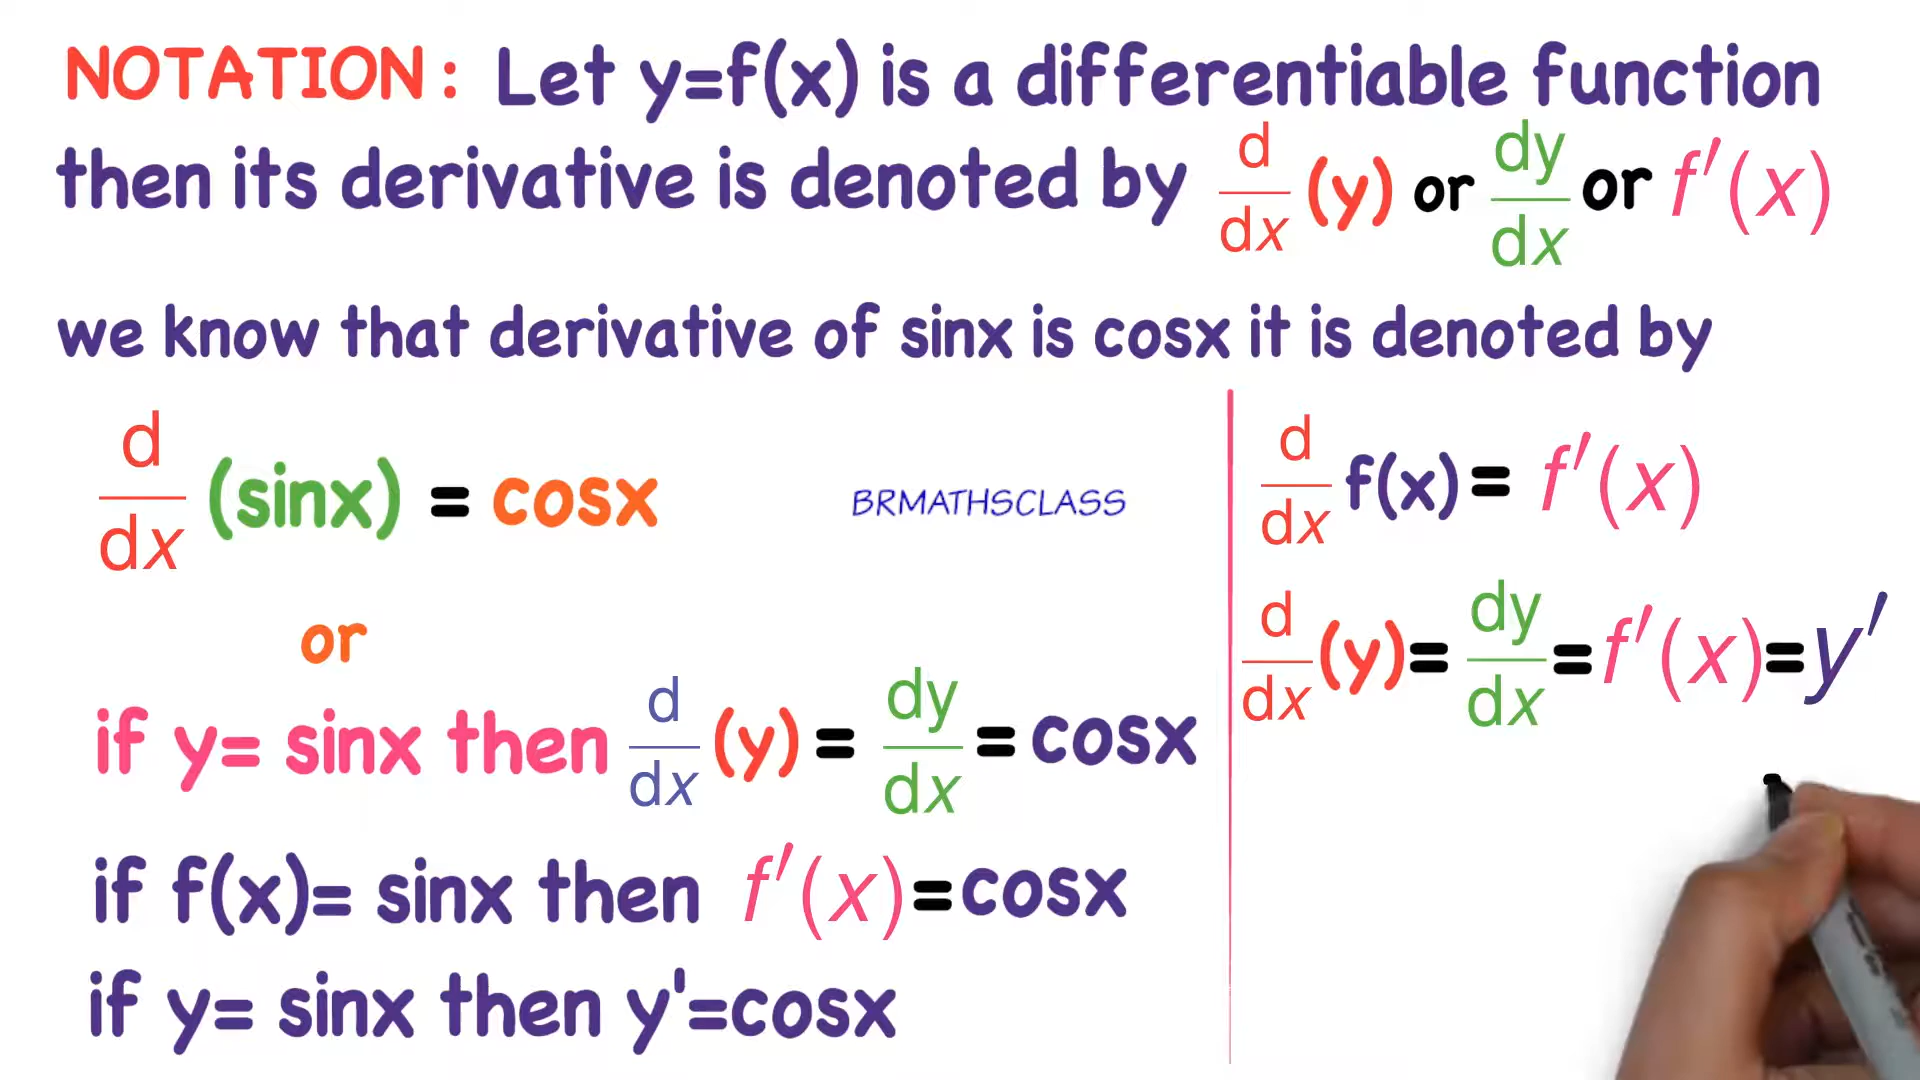 NOTATION : Let y=f(x) is a differentiable function
then its derivative is denoted by d/dx (y) or dy/dx or f′(x)
we know that derivative of sinx is cosx it is denoted by
d/dx (sinx) = cosx
BRMATHSCLASS
or
if y= sinx then d/dx (y) = dy/dx = cosx
if f(x)= sinx then f′(x)=cosx
if y= sinx then y'=cosx
d/dx f(x)= f′(x)
d/dx (y)= dy/dx =f′(x)=y′